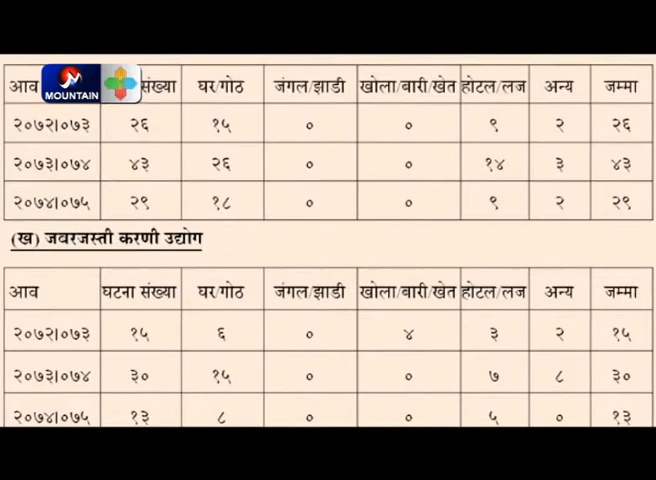 आव संख्या घर/गोठ जंगल/झाडी खोला/बारी/खेत होटल/लज अन्य जम्मा
MOUNTAIN
२०७२।०७३ २६ १५ ० ० ९ २ २६
२०७३।०७४ ४३ २६ ० ० १४ ३ ४३
२०७४।०७५ २९ १८ ० ० ९ २ २९
(ख) जवरजस्ती करणी उद्योग
आव घटना संख्या घर/गोठ जंगल/झाडी खोला/बारी/खेत होटल/लज अन्य जम्मा
२०७२।०७३ १५ ६ ० ४ ३ २ १५
२०७३।०७४ ३० १५ ० ० ७ ८ ३०
२०७४।०७५ १३ ८ ० ० ५ ० १३